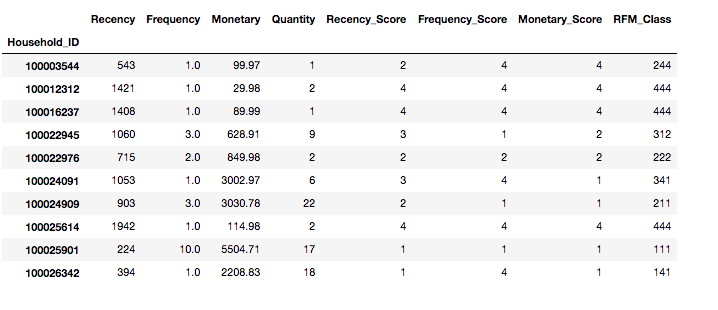 Recency Frequency Monetary Quantity Recency_Score Frequency_Score Monetary_Score RFM_Class
Household_ID
100003544 543 1.0 99.97 1 2 4 4 244
100012312 1421 1.0 29.98 2 4 4 4 444
100016237 1408 1.0 89.99 1 4 4 4 444
100022945 1060 3.0 628.91 9 3 1 2 312
100022976 715 2.0 849.98 2 2 2 2 222
100024091 1053 1.0 3002.97 6 3 4 1 341
100024909 903 3.0 3030.78 22 2 1 1 211
100025614 1942 1.0 114.98 2 4 4 4 444
100025901 224 10.0 5504.71 17 1 1 1 111
100026342 394 1.0 2208.83 18 1 4 1 141